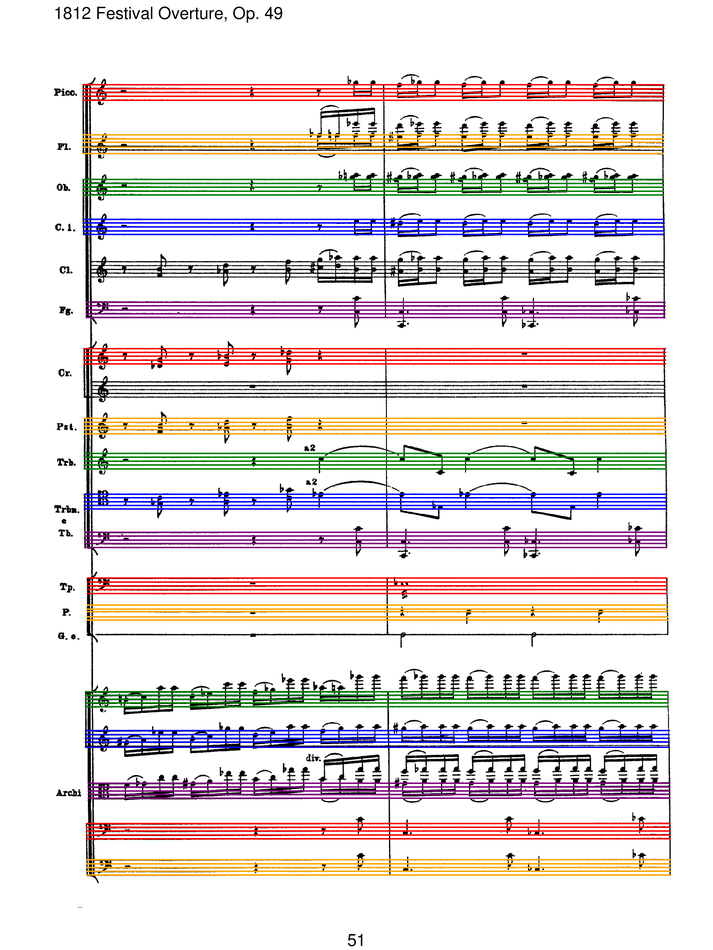 1812 Festival Overture, Op. 49
Picc.
Fl.
Ob.
C. i.
Cl.
Fg.
Cr.
Pst.
a2
Trb.
a2
Trbn.
e
Tb.
Tp.
P.
G. c.
div.
Archi
51